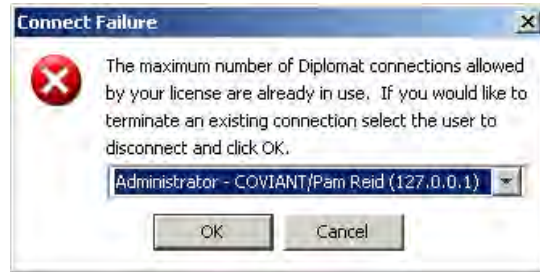 Connect Failure
The maximum number of Diplomat connections allowed
by your license are already in use. If you would like to
terminate an existing connection select the user to
disconnect and click OK.
Administrator - COVIANT/Pam Reid (127.0.0.1)
OK Cancel